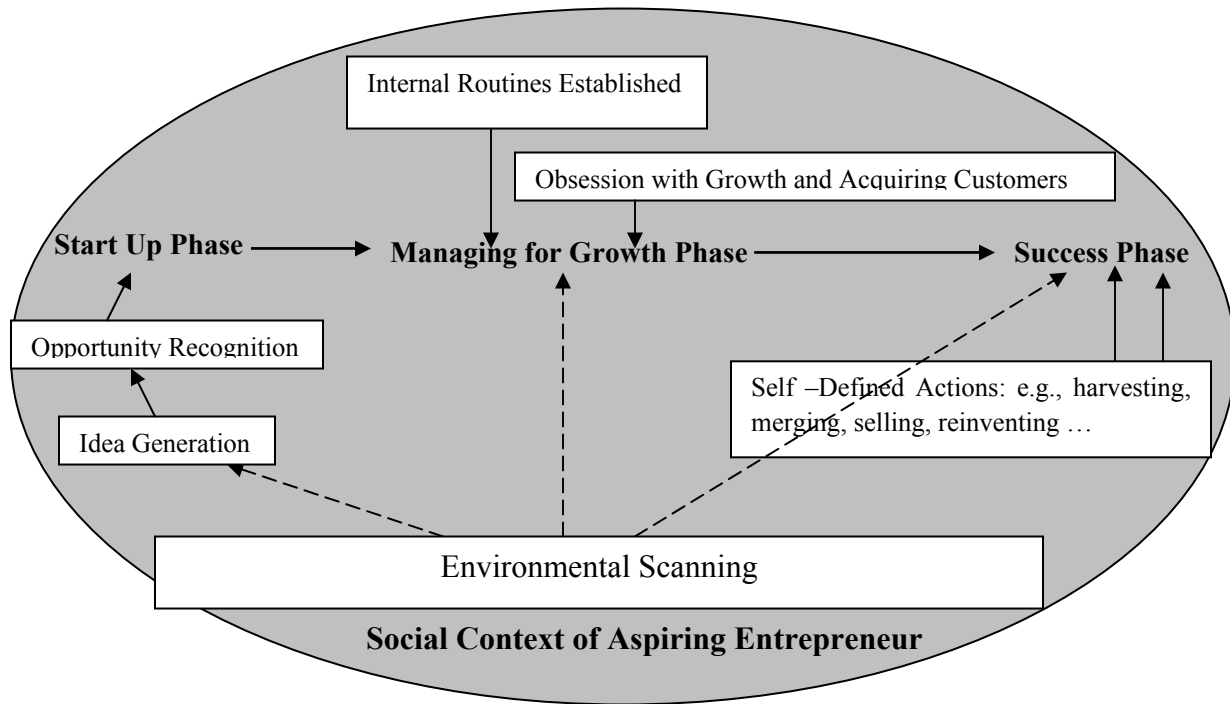 Internal Routines Established
Obsession with Growth and Acquiring Customers
Start Up Phase
Managing for Growth Phase
Success Phase
Opportunity Recognition
Self –Defined Actions: e.g., harvesting,
merging, selling, reinventing …
Idea Generation
Environmental Scanning
Social Context of Aspiring Entrepreneur